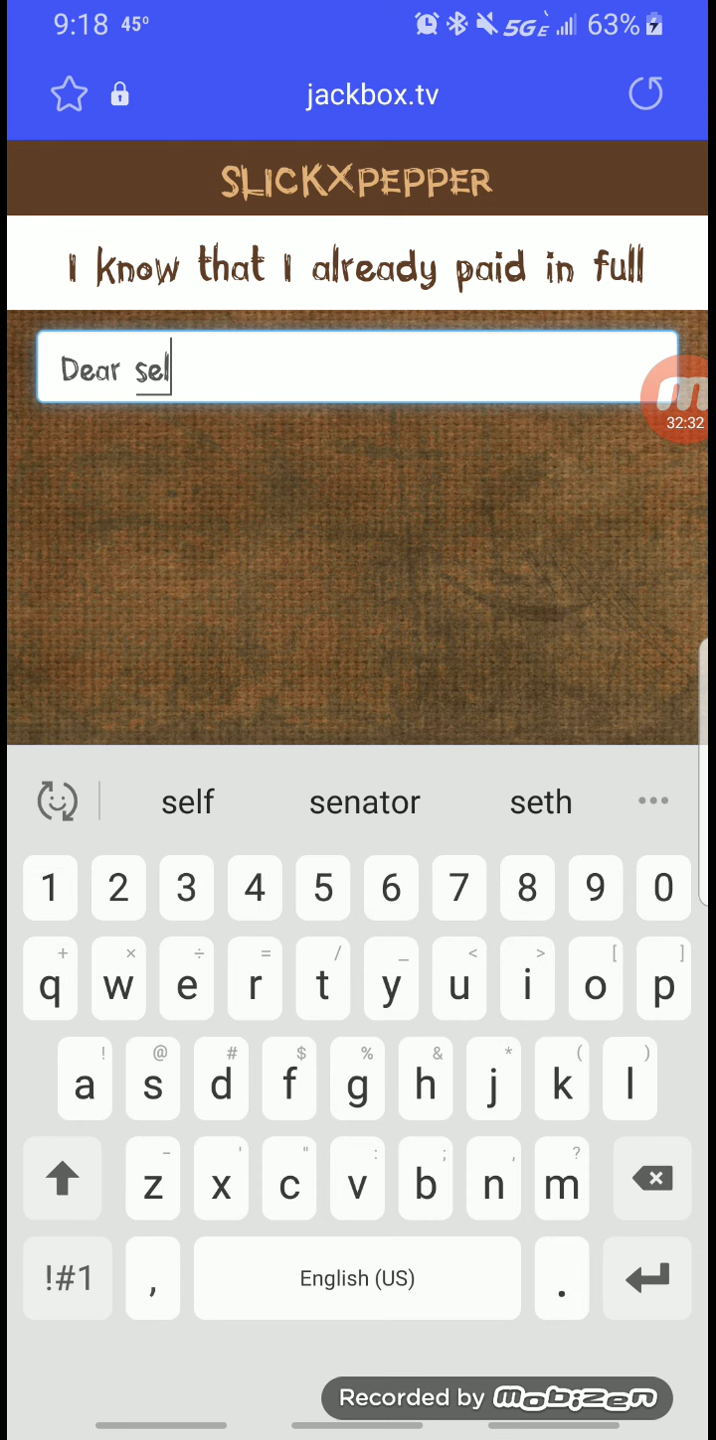 9:18 45° 5GE 63%
jackbox.tv
SLICKXPEPPER
I know that I already paid in full
Dear sel
32:32
self senator seth
1 2 3 4 5 6 7 8 9 0
+ × ÷ = / _ < > [ ]
q w e r t y u i o p
! @ # $ % & * ( )
a s d f g h j k l
- ' " : ; , ?
z x c v b n m
!#1 , English (US) .
Recorded by mobizen